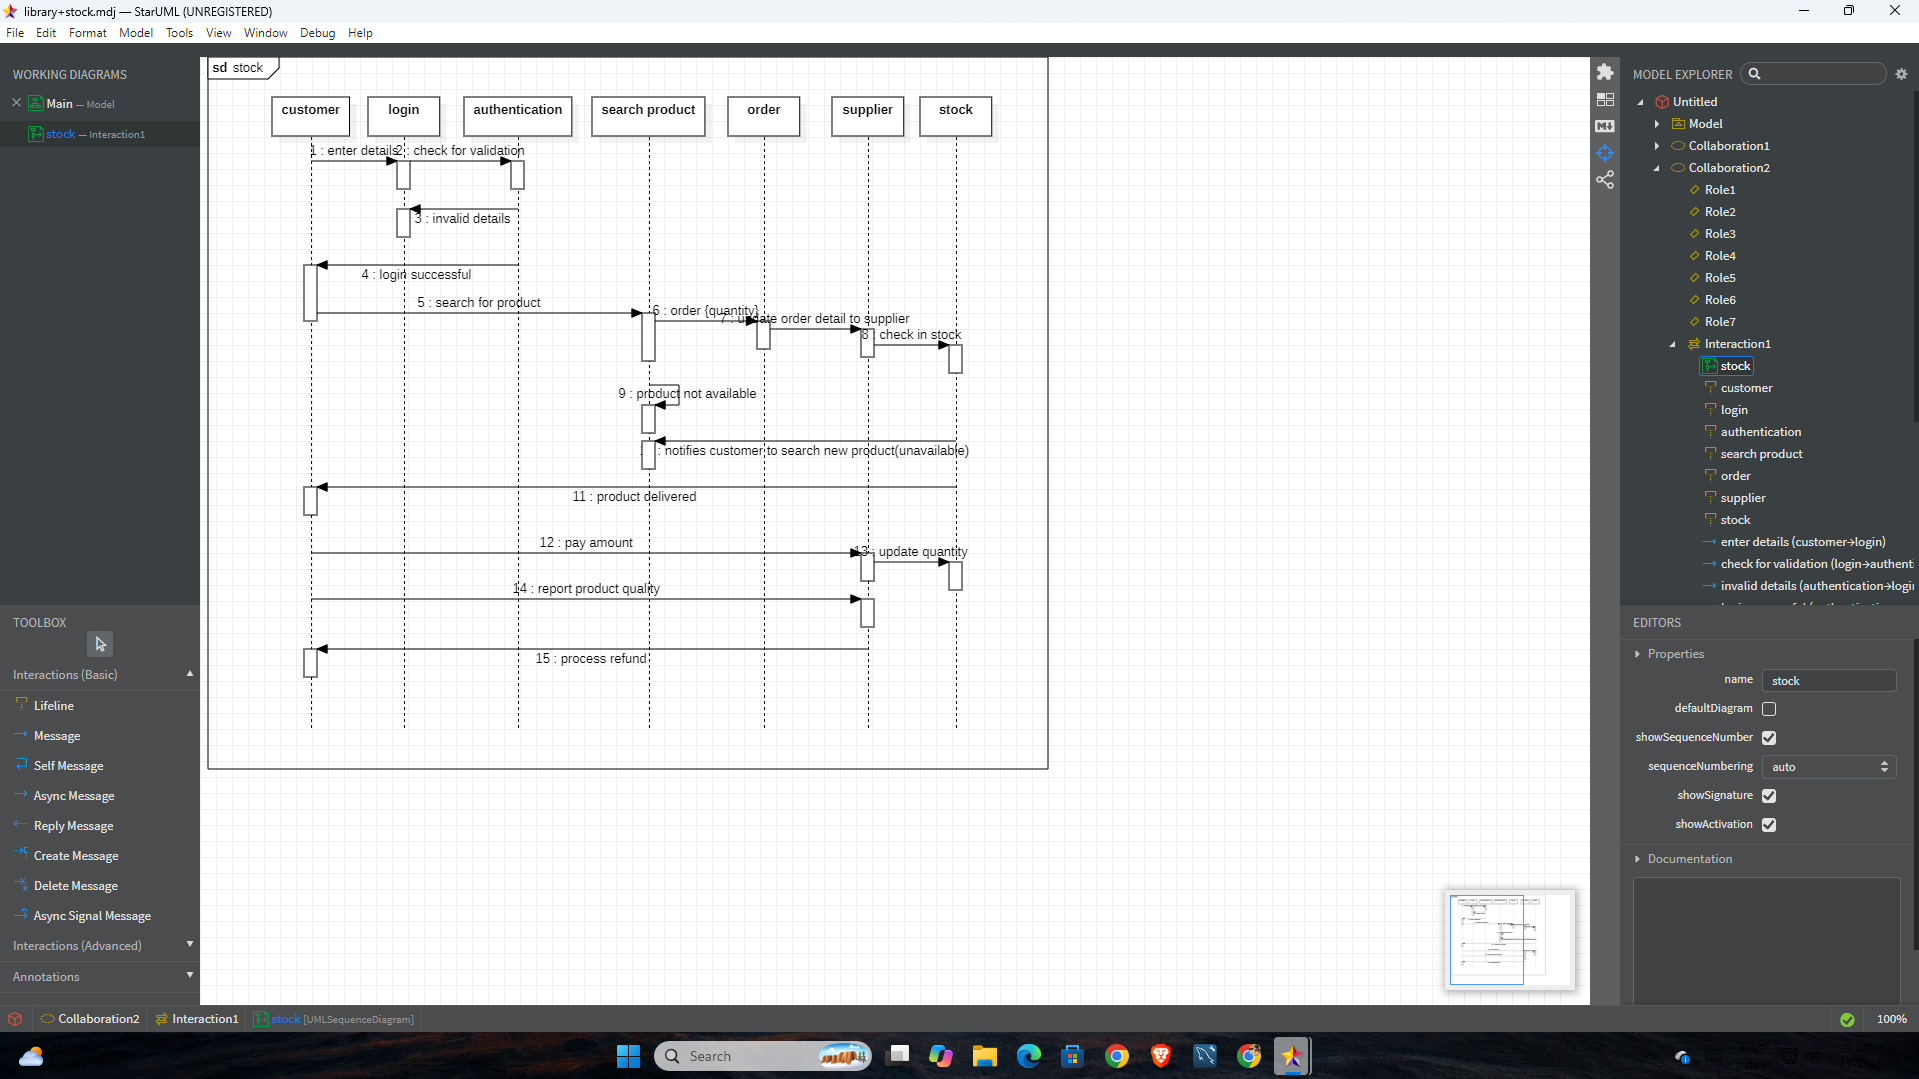 library+stock.mdj — StarUML (UNREGISTERED)
File Edit Format Model Tools View Window Debug Help
WORKING DIAGRAMS
Main — Model
stock — Interaction1
TOOLBOX
Interactions (Basic)
Lifeline
Message
Self Message
Async Message
Reply Message
Create Message
Delete Message
Async Signal Message
Interactions (Advanced)
Annotations
sd stock
customer login authentication search product order supplier stock
1 : enter details
2 : check for validation
3 : invalid details
4 : login successful
5 : search for product
6 : order {quantity}
7 : update order detail to supplier
8 : check in stock
9 : product not available
: notifies customer to search new product(unavailable)
11 : product delivered
12 : pay amount
13 : update quantity
14 : report product quality
15 : process refund
MODEL EXPLORER
Untitled
Model
Collaboration1
Collaboration2
Role1
Role2
Role3
Role4
Role5
Role6
Role7
Interaction1
stock
customer
login
authentication
search product
order
supplier
stock
enter details (customer→login)
check for validation (login→authenti
invalid details (authentication→logi
EDITORS
Properties
name stock
defaultDiagram
showSequenceNumber
sequenceNumbering auto
showSignature
showActivation
Documentation
Collaboration2 Interaction1 stock [UMLSequenceDiagram]
100%
Search